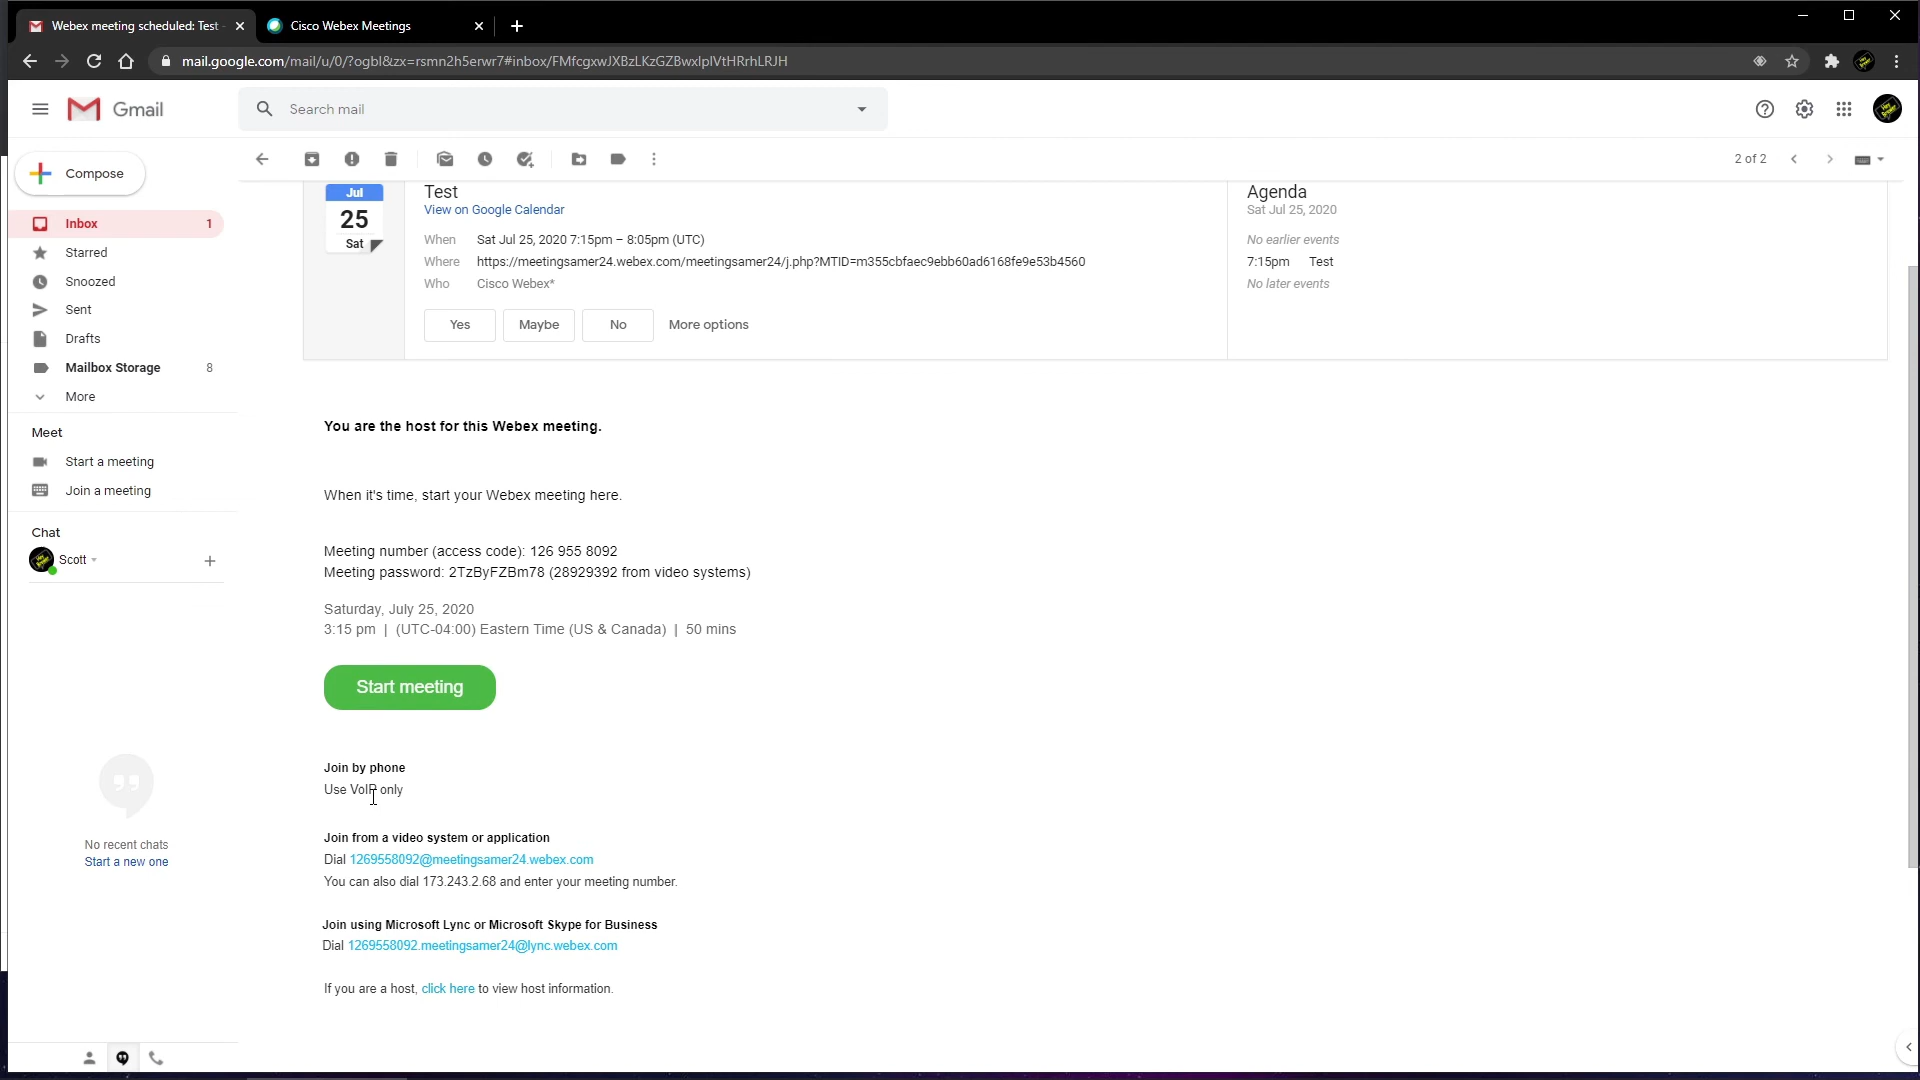 Webex meeting scheduled: Test
Cisco Webex Meetings
mail.google.com/mail/u/0/?ogbl&zx=rsmn2h5erwr7#inbox/FMfcgxwJXBzLKzGZBwxlplVtHRrhLRJH
Gmail
Search mail
Compose
2 of 2
Inbox 1
Starred
Snoozed
Sent
Drafts
Mailbox Storage 8
More
Meet
Start a meeting
Join a meeting
Chat
Scott
No recent chats
Start a new one
Jul
25
Sat
Test
View on Google Calendar
When Sat Jul 25, 2020 7:15pm – 8:05pm (UTC)
Where https://meetingsamer24.webex.com/meetingsamer24/j.php?MTID=m355cbfaec9ebb60ad6168fe9e53b4560
Who Cisco Webex*
Yes Maybe No More options
Agenda
Sat Jul 25, 2020
No earlier events
7:15pm Test
No later events
You are the host for this Webex meeting.
When it's time, start your Webex meeting here.
Meeting number (access code): 126 955 8092
Meeting password: 2TzByFZBm78 (28929392 from video systems)
Saturday, July 25, 2020
3:15 pm | (UTC-04:00) Eastern Time (US & Canada) | 50 mins
Start meeting
Join by phone
Use VoIP only
Join from a video system or application
Dial 1269558092@meetingsamer24.webex.com
You can also dial 173.243.2.68 and enter your meeting number.
Join using Microsoft Lync or Microsoft Skype for Business
Dial 1269558092.meetingsamer24@lync.webex.com
If you are a host, click here to view host information.